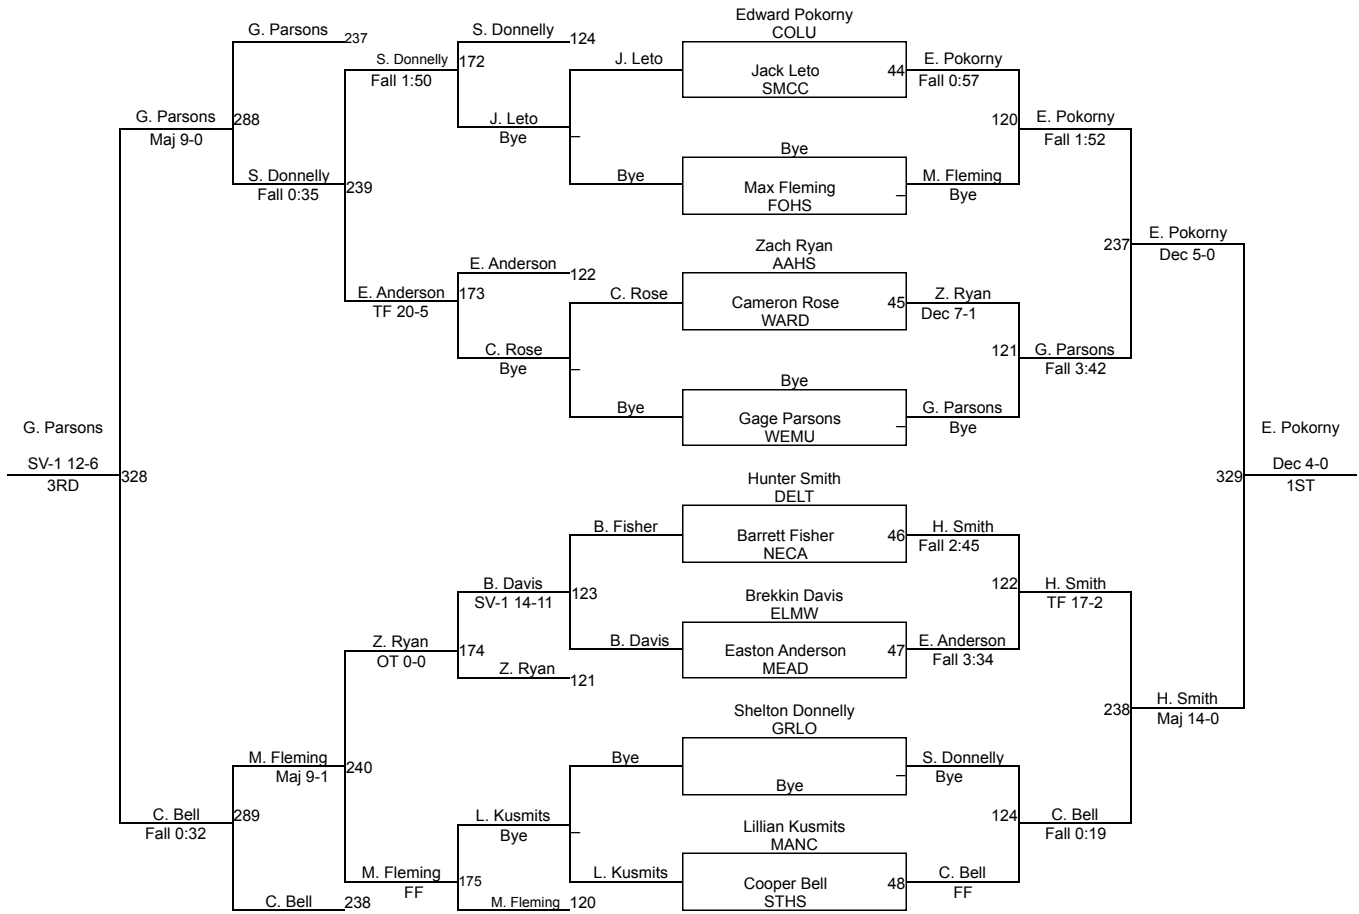 Edward Pokorny
COLU
G. Parsons 237
S. Donnelly 124
S. Donnelly 172
Fall 1:50
J. Leto
Jack Leto 44
SMCC
E. Pokorny
Fall 0:57
G. Parsons 288
Maj 9-0
J. Leto
Bye
_
120 E. Pokorny
Fall 1:52
Bye
S. Donnelly 239
Fall 0:35
Bye
Max Fleming _
FOHS
M. Fleming
Bye
Zach Ryan
AAHS
237 E. Pokorny
Dec 5-0
E. Anderson 122
E. Anderson 173
TF 20-5
C. Rose
Cameron Rose 45
WARD
Z. Ryan
Dec 7-1
C. Rose
Bye
_
121 G. Parsons
Fall 3:42
Bye
Bye
Gage Parsons _
WEMU
G. Parsons
Bye
G. Parsons
SV-1 12-6 328
3RD
E. Pokorny
329 Dec 4-0
1ST
Hunter Smith
DELT
B. Fisher
Barrett Fisher 46
NECA
H. Smith
Fall 2:45
B. Davis 123
SV-1 14-11
122 H. Smith
TF 17-2
Brekkin Davis
ELMW
Z. Ryan 174
OT 0-0
B. Davis
Easton Anderson 47
MEAD
E. Anderson
Fall 3:34
Z. Ryan 121
Shelton Donnelly
GRLO
238 H. Smith
Maj 14-0
M. Fleming 240
Maj 9-1
Bye
Bye _
S. Donnelly
Bye
C. Bell 289
Fall 0:32
L. Kusmits
Bye
_
124 C. Bell
Fall 0:19
Lillian Kusmits
MANC
M. Fleming 175
FF
L. Kusmits
Cooper Bell 48
STHS
C. Bell
FF
C. Bell 238
M. Fleming 120